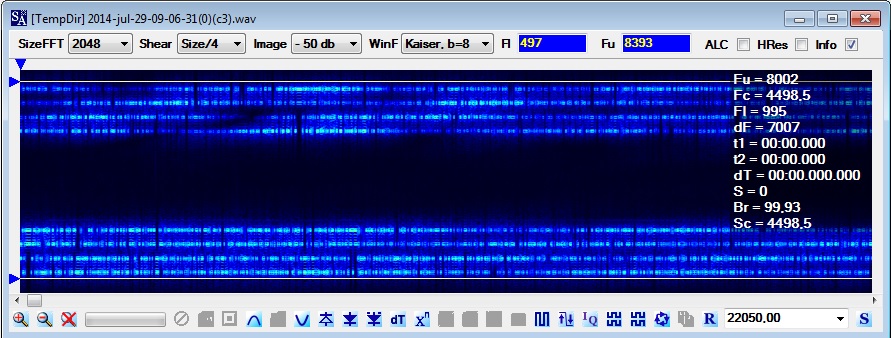 SA [TempDir] 2014-jul-29-09-06-31(0)(c3).wav
SizeFFT 2048 Shear Size/4 Image - 50 db WinF Kaiser, b=8 Fl 497 Fu 8393 ALC HRes Info
Fu = 8002
Fc = 4498,5
Fl = 995
dF = 7007
t1 = 00:00.000
t2 = 00:00.000
dT = 00:00.000.000
S = 0
Br = 99,93
Sc = 4498,5
dT Xⁿ IQ R 22050,00 S